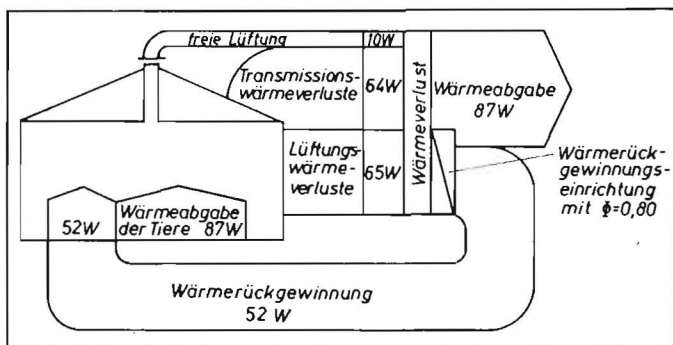 freie Lüftung 10W
Transmissions-
wärmeverluste
64W
Lüftungs-
wärme-
verluste
65W
Wärmeverlust
Wärmeabgabe
87W
Wärmerück-
gewinnungs-
einrichtung
mit Φ=0,80
52W
Wärmeabgabe
der Tiere 87W
Wärmerückgewinnung
52 W